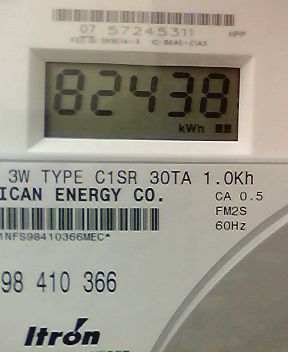 07 57245311
82438
kWh
3W TYPE C1SR 30TA 1.0Kh
ICAN ENERGY CO.
CA 0.5
FM2S
60Hz
1NFS98410366MEC*
98 410 366
Itron